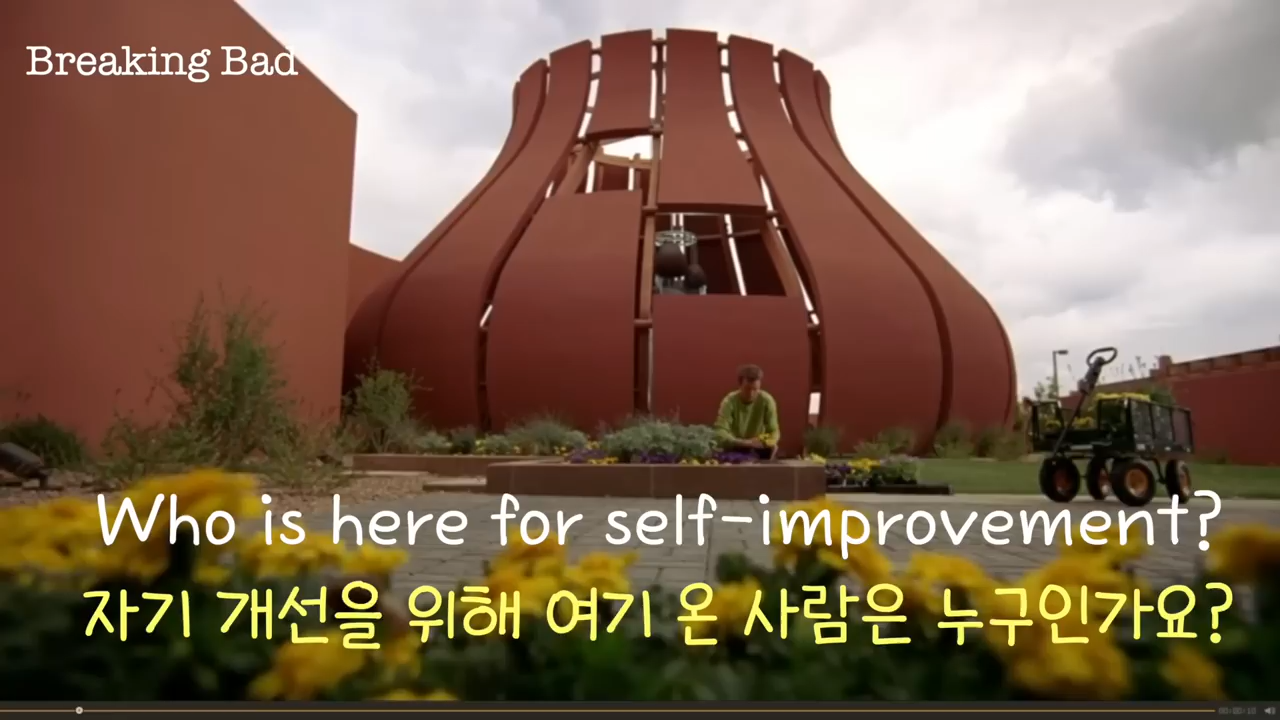 Breaking Bad
Who is here for self-improvement?
자기 개선을 위해 여기 온 사람은 누구인가요?